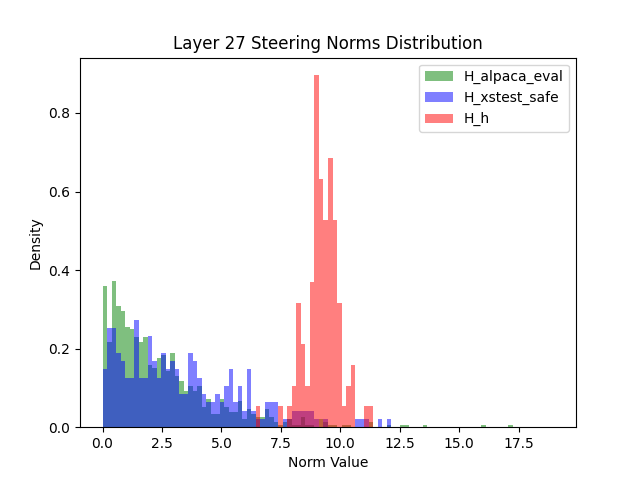 Layer 27 Steering Norms Distribution
H_alpaca_eval
H_xstest_safe
H_h
Density
0.8
0.6
0.4
0.2
0.0
0.0 2.5 5.0 7.5 10.0 12.5 15.0 17.5
Norm Value